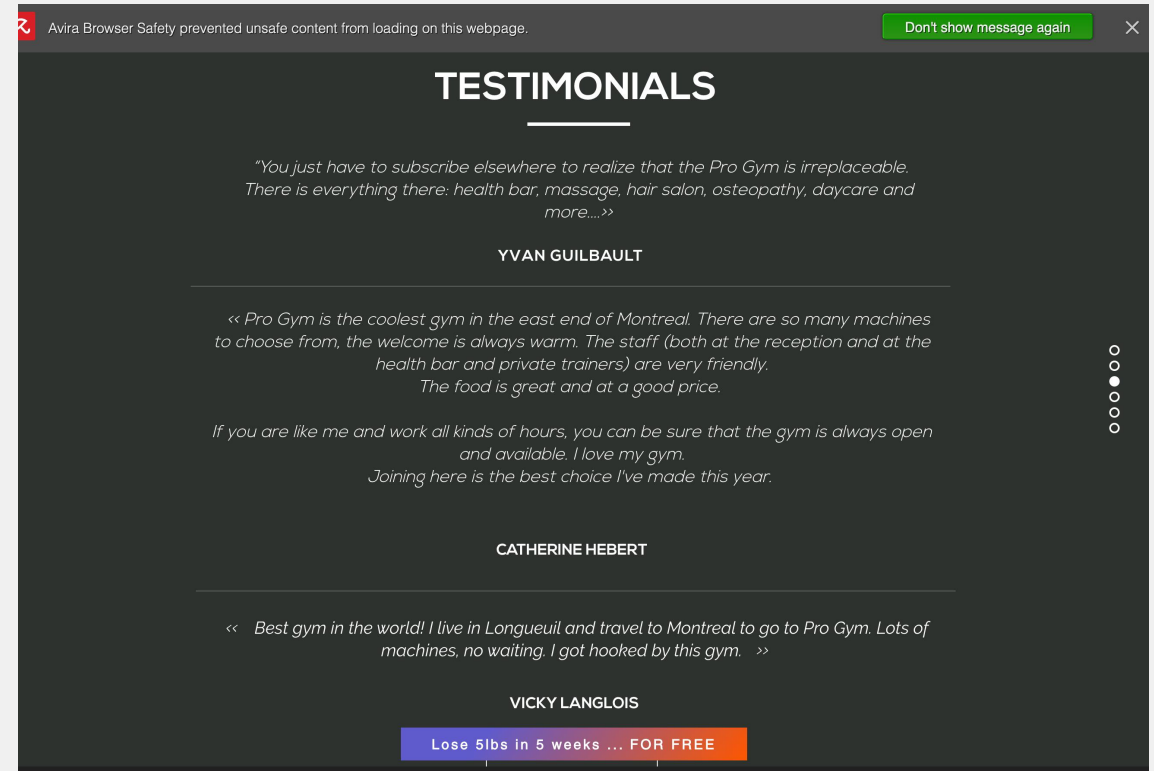 Avira Browser Safety prevented unsafe content from loading on this webpage.
Don't show message again
TESTIMONIALS
"You just have to subscribe elsewhere to realize that the Pro Gym is irreplaceable.
There is everything there: health bar, massage, hair salon, osteopathy, daycare and
more....>>
YVAN GUILBAULT
<< Pro Gym is the coolest gym in the east end of Montreal. There are so many machines
to choose from, the welcome is always warm. The staff (both at the reception and at the
health bar and private trainers) are very friendly.
The food is great and at a good price.
If you are like me and work all kinds of hours, you can be sure that the gym is always open
and available. I love my gym.
Joining here is the best choice I've made this year.
CATHERINE HEBERT
<< Best gym in the world! I live in Longueuil and travel to Montreal to go to Pro Gym. Lots of
machines, no waiting. I got hooked by this gym. >>
VICKY LANGLOIS
Lose 5lbs in 5 weeks ... FOR FREE